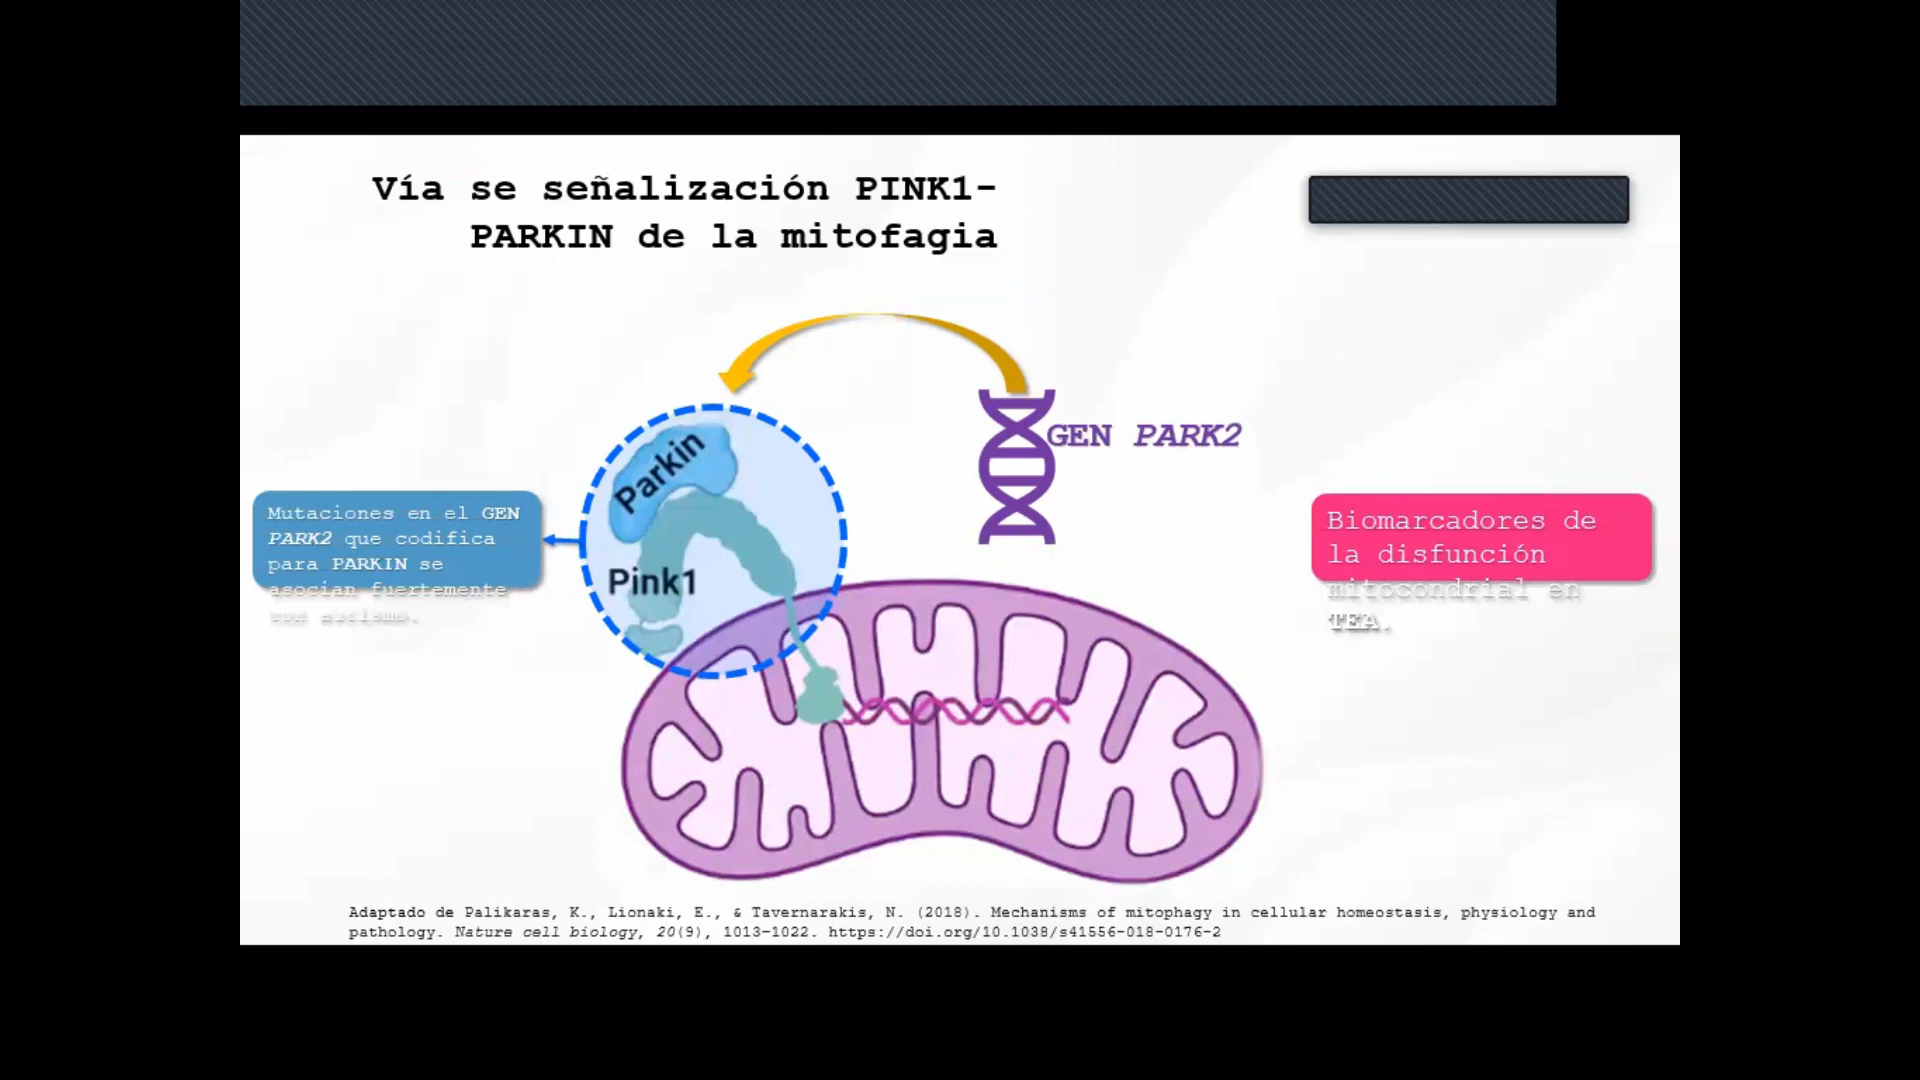 Vía se señalización PINK1-
PARKIN de la mitofagia
GEN PARK2
Parkin
Pink1
Mutaciones en el GEN
PARK2 que codifica
para PARKIN se
asocian fuertemente
con autismo.
Biomarcadores de
la disfunción
mitocondrial en
TEA.
Adaptado de Palikaras, K., Lionaki, E., & Tavernarakis, N. (2018). Mechanisms of mitophagy in cellular homeostasis, physiology and
pathology. Nature cell biology, 20(9), 1013-1022. https://doi.org/10.1038/s41556-018-0176-2